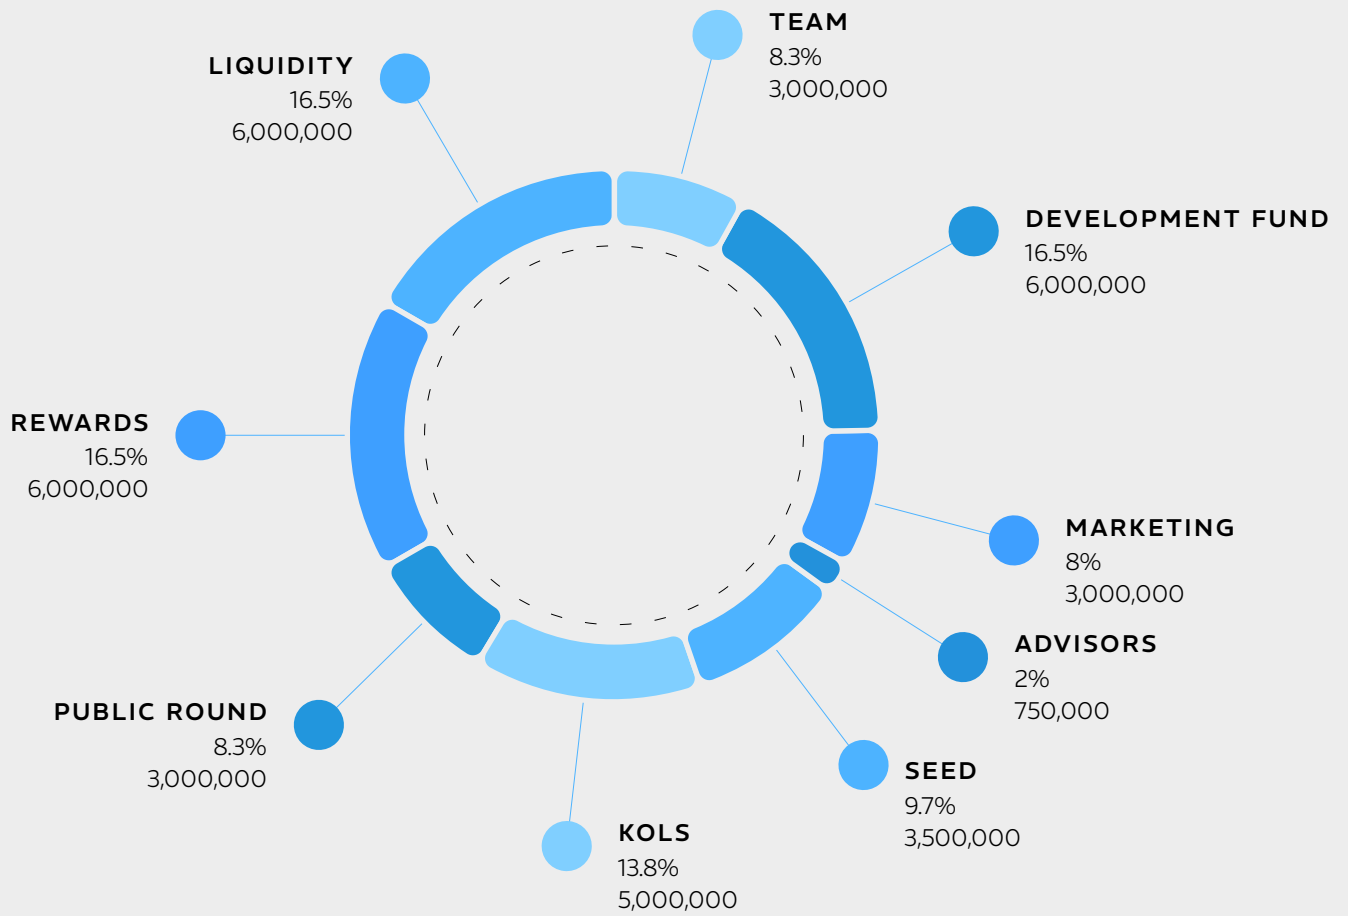 TEAM
8.3%
3,000,000
LIQUIDITY
16.5%
6,000,000
DEVELOPMENT FUND
16.5%
6,000,000
REWARDS
16.5%
6,000,000
MARKETING
8%
3,000,000
ADVISORS
2%
750,000
PUBLIC ROUND
8.3%
3,000,000
SEED
9.7%
3,500,000
KOLS
13.8%
5,000,000